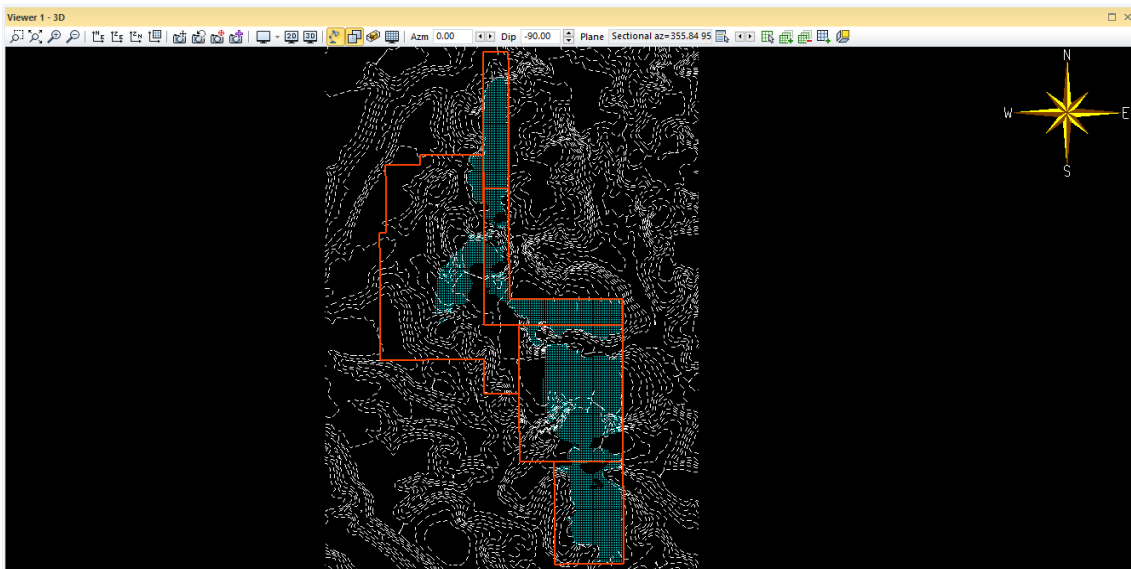 Viewer 1 - 3D
2D 3D Azm 0.00 Dip -90.00 Plane Sectional az=355.84 95
N
W E
S